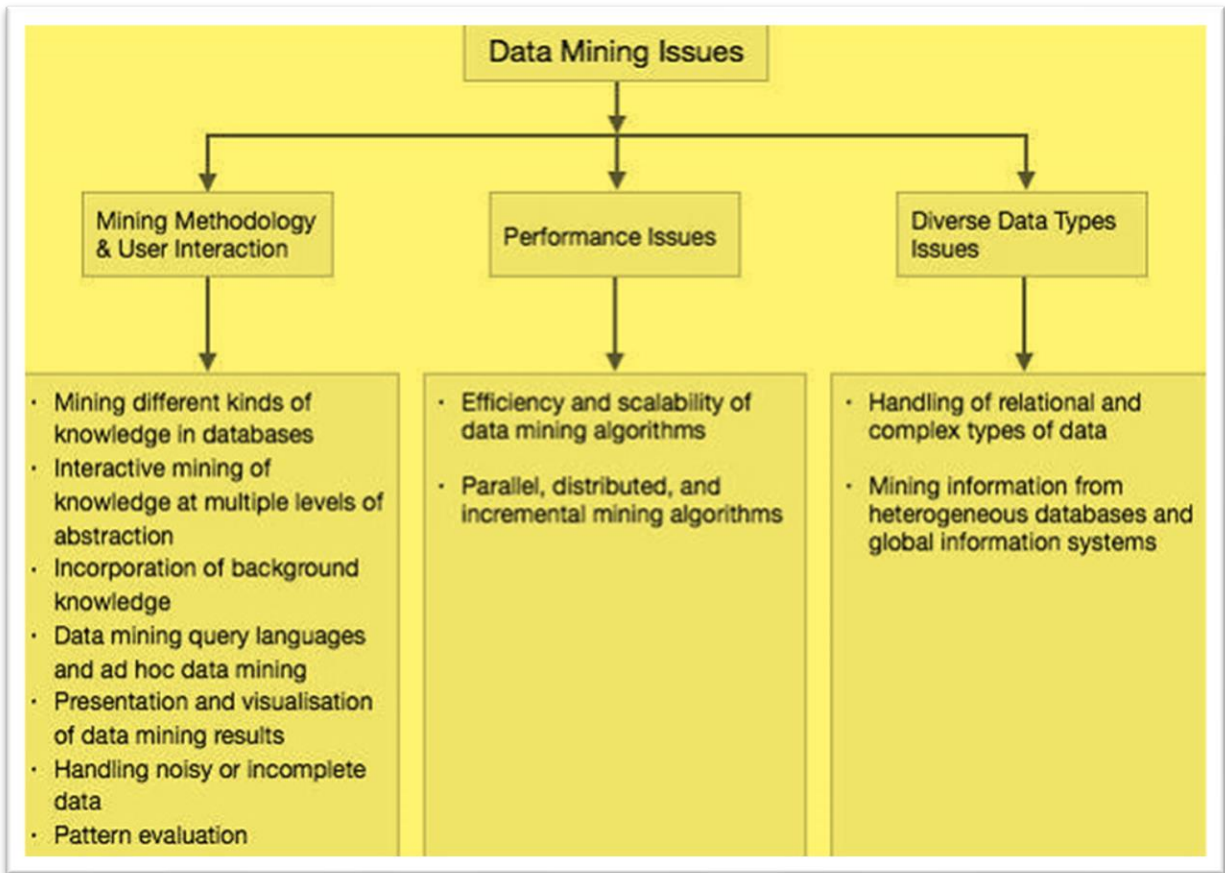 Data Mining Issues
Mining Methodology
& User Interaction
Performance Issues
Diverse Data Types
Issues
· Mining different kinds of
knowledge in databases
· Interactive mining of
knowledge at multiple levels of
abstraction
· Incorporation of background
knowledge
· Data mining query languages
and ad hoc data mining
· Presentation and visualisation
of data mining results
· Handling noisy or incomplete
data
· Pattern evaluation
· Efficiency and scalability of
data mining algorithms
· Parallel, distributed, and
incremental mining algorithms
· Handling of relational and
complex types of data
· Mining information from
heterogeneous databases and
global information systems